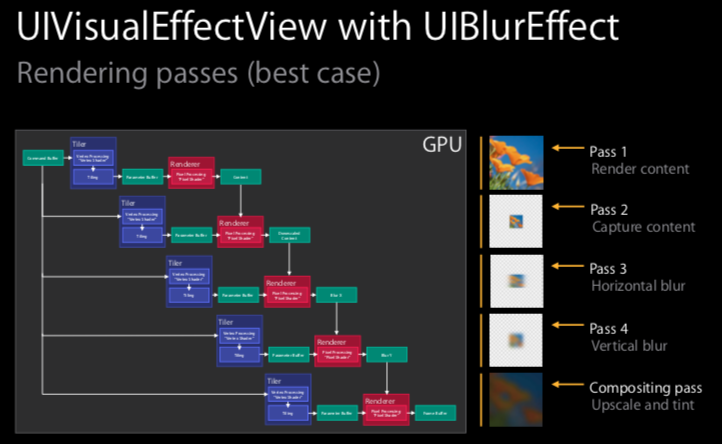 UIVisualEffectView with UIBlurEffect
Rendering passes (best case)
GPU
Tiler
Command Buffer
Vertex Processing
"Vertex Shader"
Tiling
Parameter Buffer
Renderer
Pixel Processing
"Pixel Shader"
Content
Tiler
Vertex Processing
"Vertex Shader"
Tiling
Parameter Buffer
Renderer
Pixel Processing
"Pixel Shader"
Downscaled
Content
Tiler
Vertex Processing
"Vertex Shader"
Tiling
Parameter Buffer
Renderer
Pixel Processing
"Pixel Shader"
Tiler
Vertex Processing
"Vertex Shader"
Tiling
Parameter Buffer
Renderer
Pixel Processing
"Pixel Shader"
Tiler
Vertex Processing
"Vertex Shader"
Tiling
Parameter Buffer
Renderer
Pixel Processing
"Pixel Shader"
Frame Buffer
Pass 1
Render content
Pass 2
Capture content
Pass 3
Horizontal blur
Pass 4
Vertical blur
Compositing pass
Upscale and tint